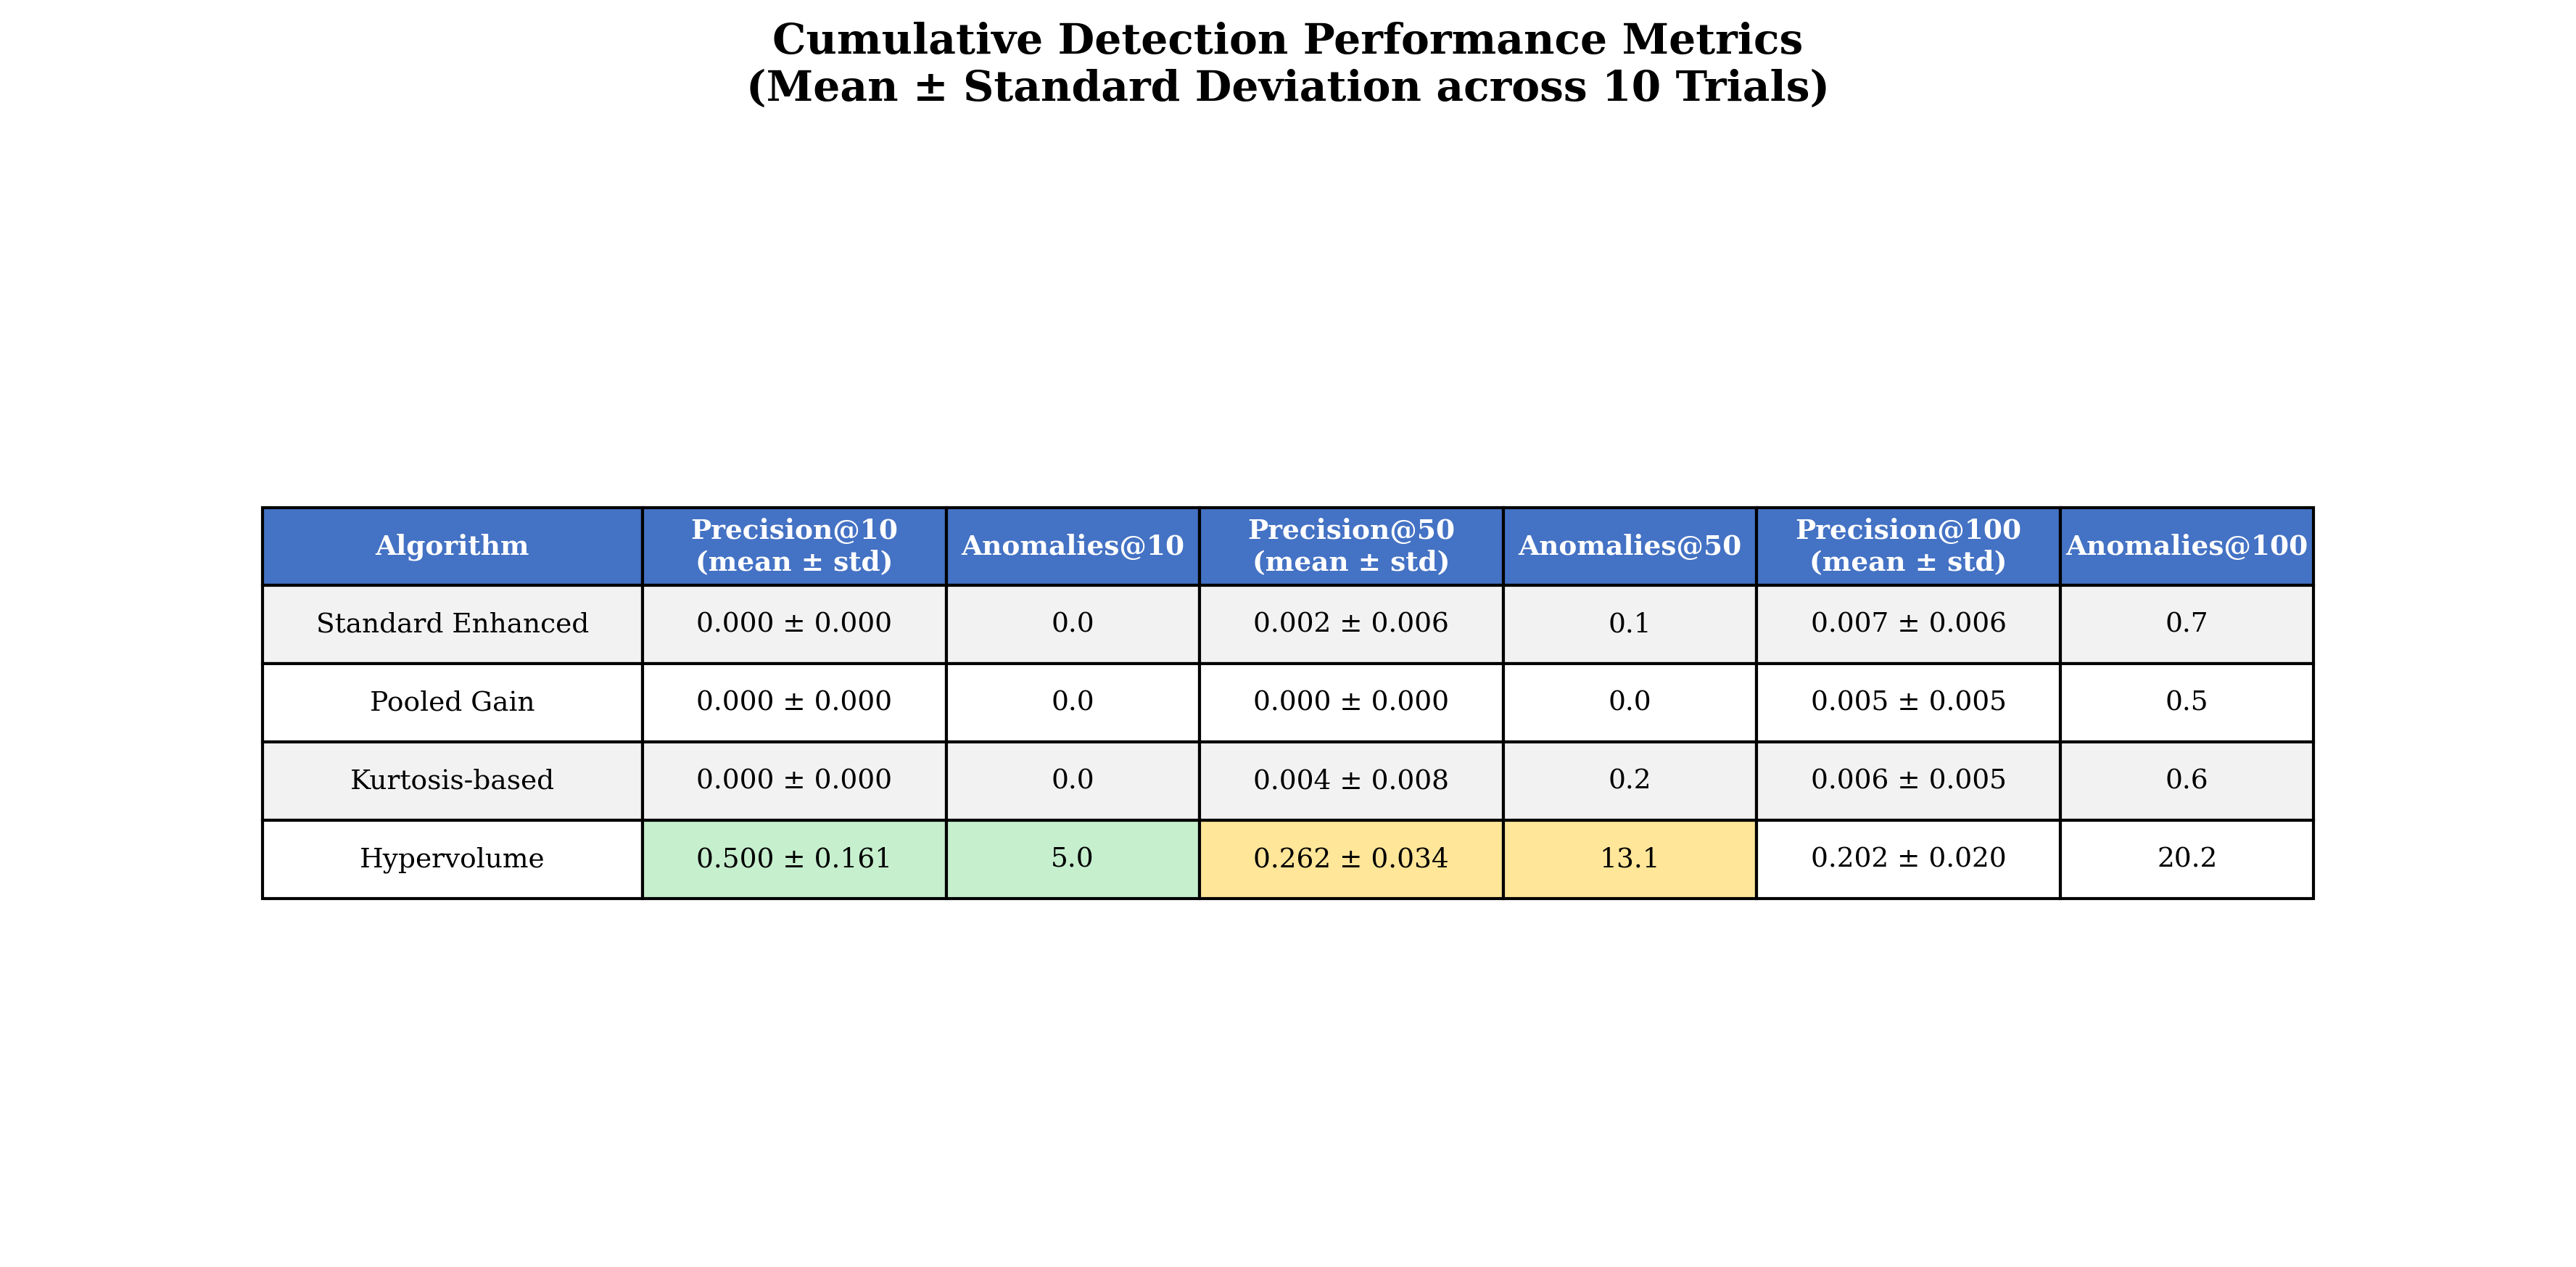 Cumulative Detection Performance Metrics
(Mean ± Standard Deviation across 10 Trials)
Algorithm Precision@10 (mean ± std) Anomalies@10 Precision@50 (mean ± std) Anomalies@50 Precision@100 (mean ± std) Anomalies@100
Standard Enhanced 0.000 ± 0.000 0.0 0.002 ± 0.006 0.1 0.007 ± 0.006 0.7
Pooled Gain 0.000 ± 0.000 0.0 0.000 ± 0.000 0.0 0.005 ± 0.005 0.5
Kurtosis-based 0.000 ± 0.000 0.0 0.004 ± 0.008 0.2 0.006 ± 0.005 0.6
Hypervolume 0.500 ± 0.161 5.0 0.262 ± 0.034 13.1 0.202 ± 0.020 20.2